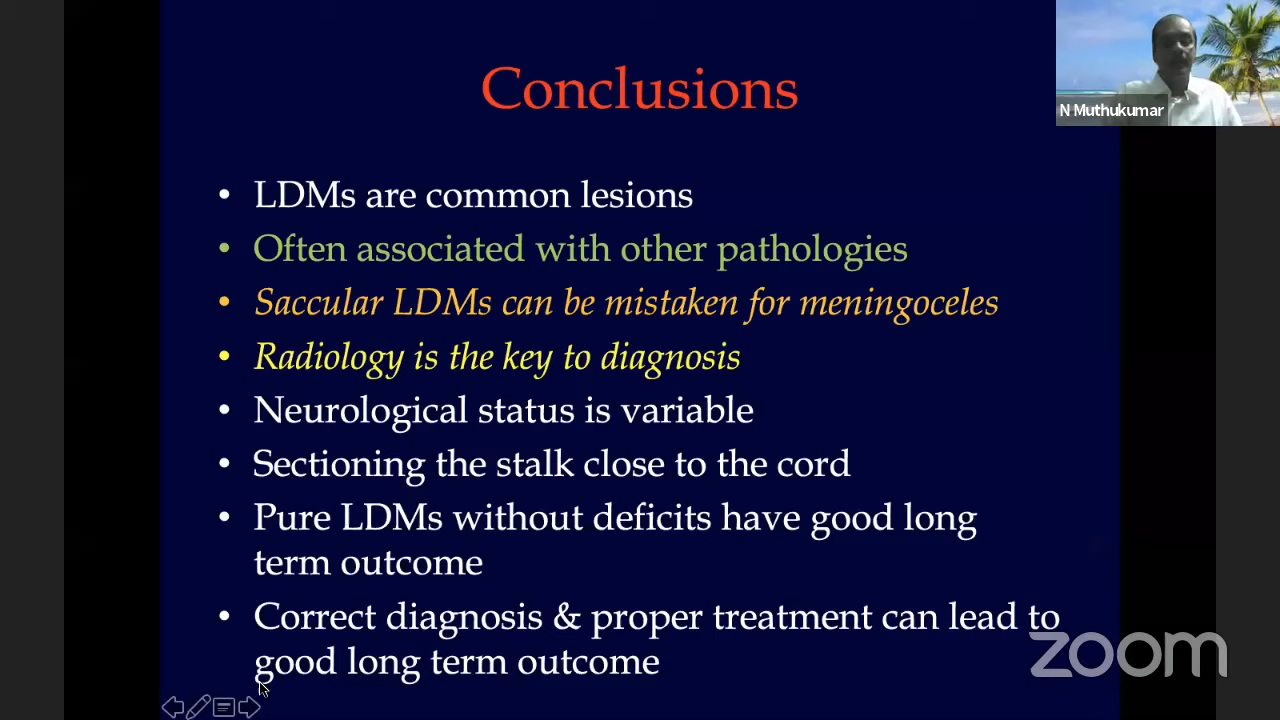 Conclusions
N Muthukumar
• LDMs are common lesions
• Often associated with other pathologies
• Saccular LDMs can be mistaken for meningoceles
• Radiology is the key to diagnosis
• Neurological status is variable
• Sectioning the stalk close to the cord
• Pure LDMs without deficits have good long
term outcome
• Correct diagnosis & proper treatment can lead to
good long term outcome
zoom